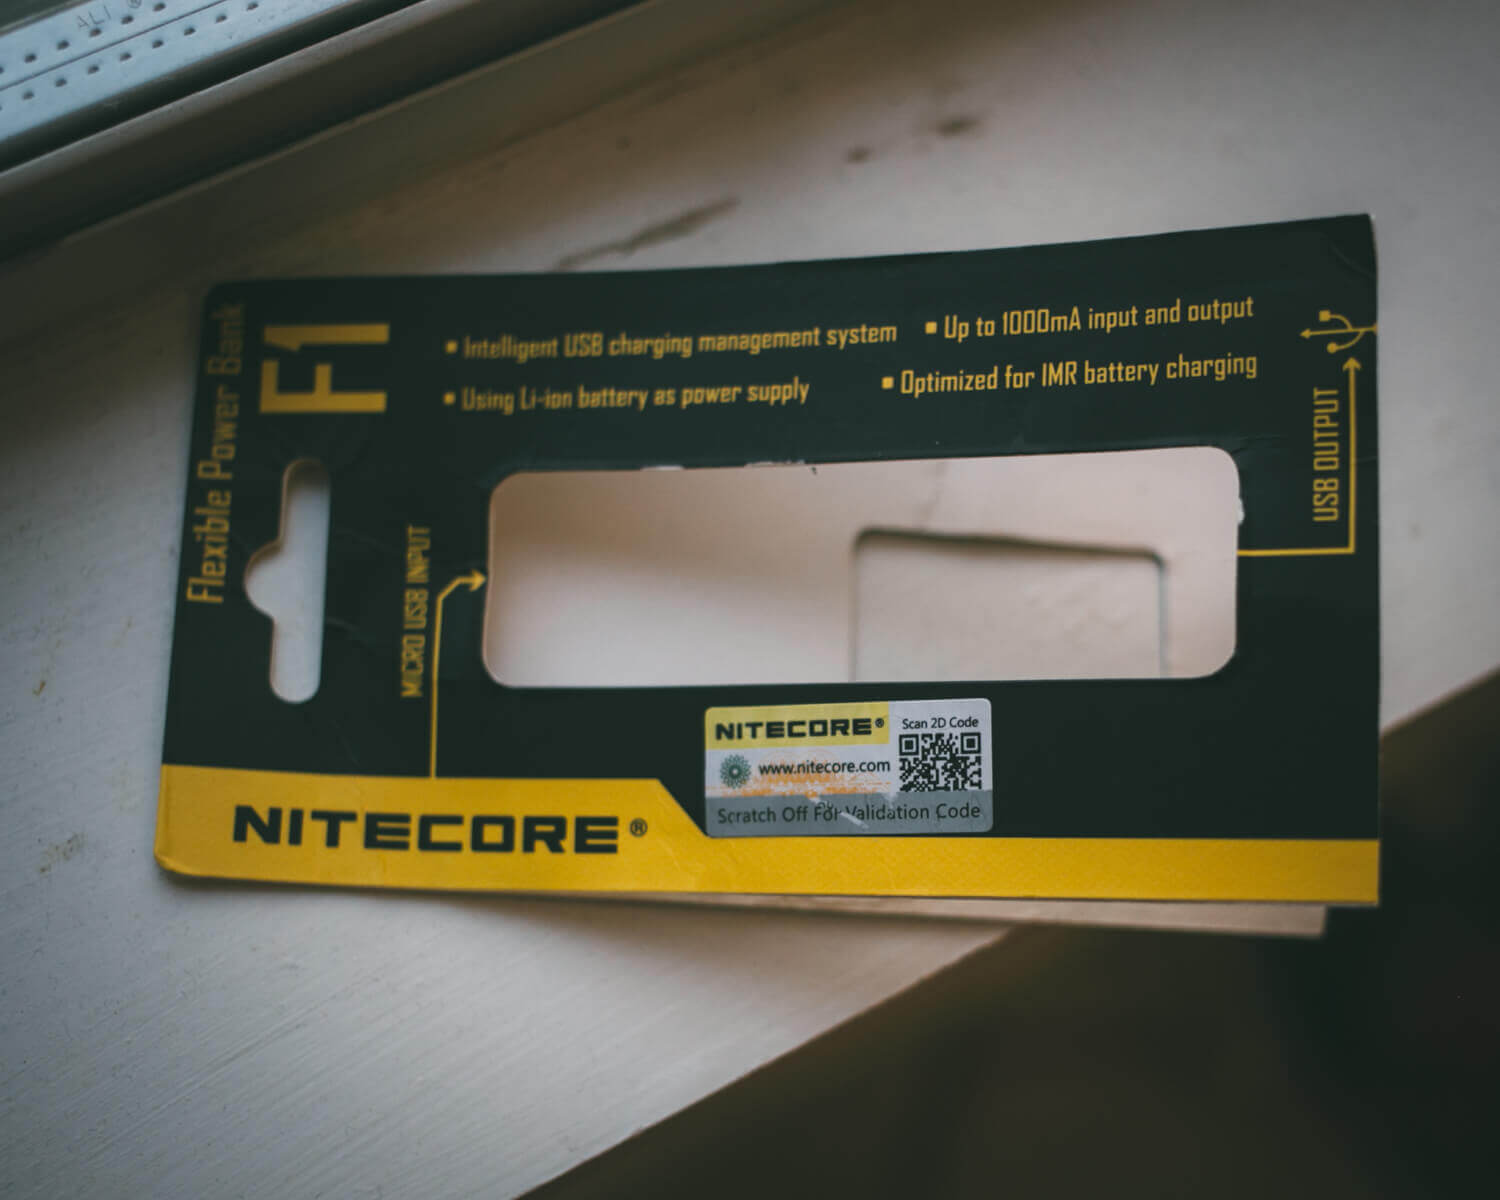 ALI
Flexible Power Bank
F1
▪ Intelligent USB charging management system
▪ Using Li-ion battery as power supply
▪ Up to 1000mA input and output
▪ Optimized for IMR battery charging
MICRO USB INPUT
USB OUTPUT
NITECORE®
Scan 2D Code
www.nitecore.com
Scratch Off For Validation Code
NITECORE®